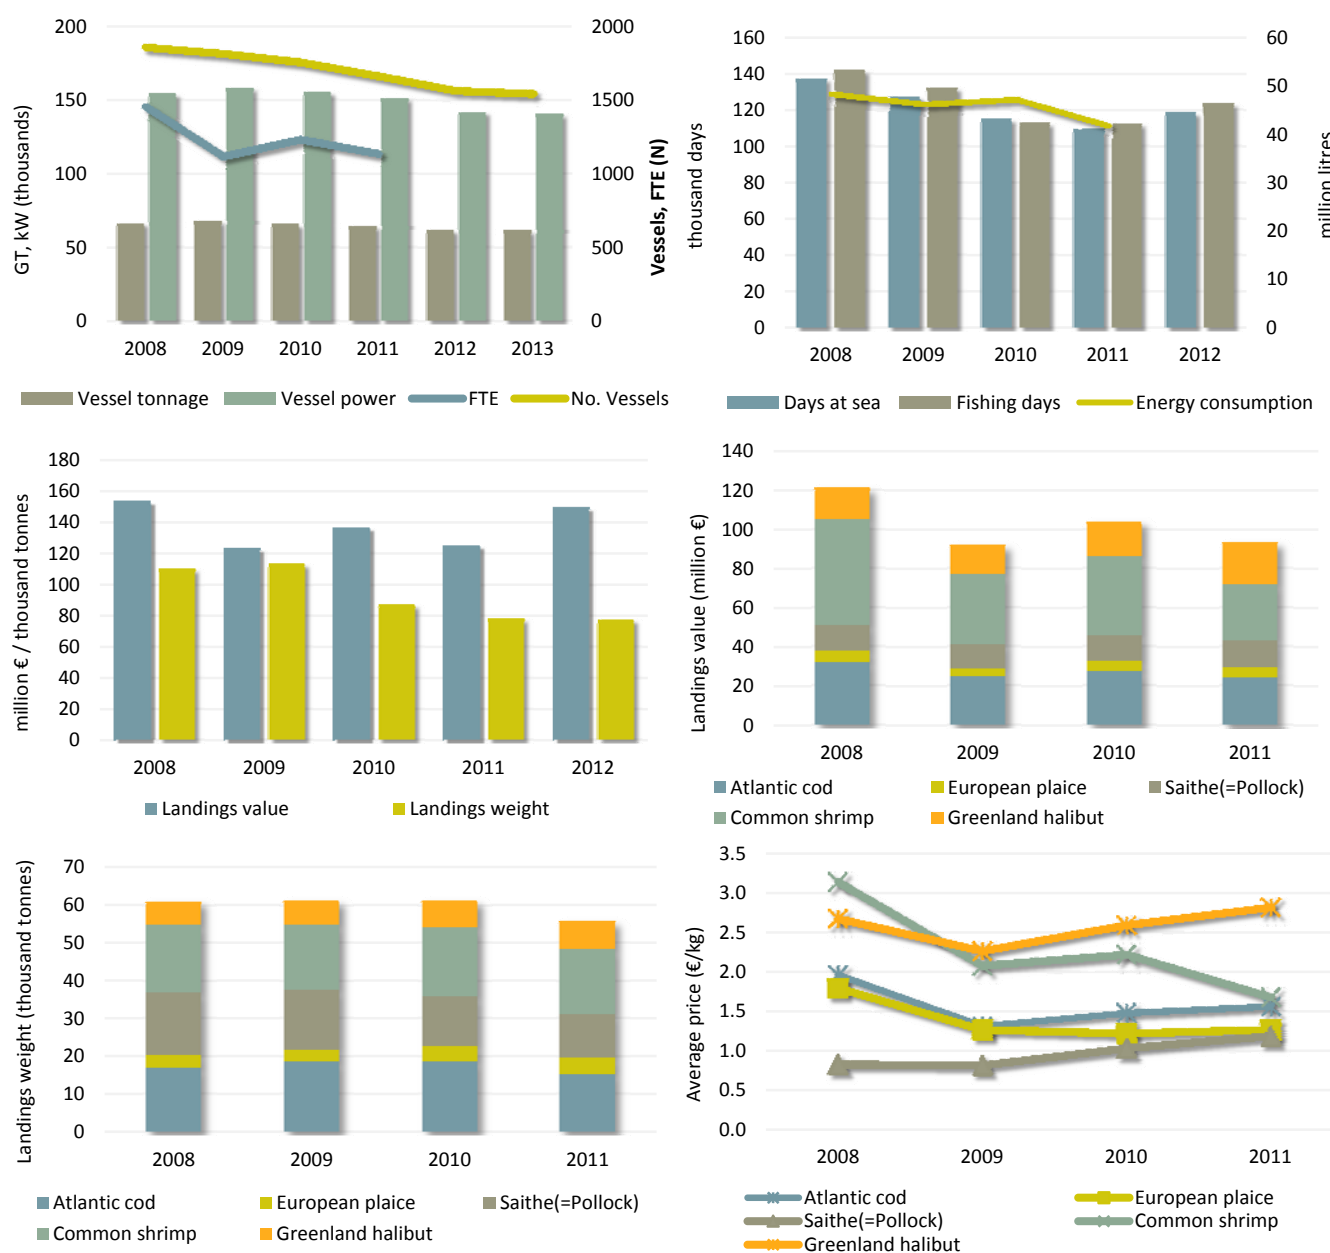 200
150
100
50
0
GT, kW (thousands)
2000
1500
1000
500
0
Vessels, FTE (N)
2008 2009 2010 2011 2012 2013
Vessel tonnage Vessel power FTE No. Vessels
160
140
120
100
80
60
40
20
0
thousand days
60
50
40
30
20
10
0
million litres
2008 2009 2010 2011 2012
Days at sea Fishing days Energy consumption
180
160
140
120
100
80
60
40
20
0
million € / thousand tonnes
2008 2009 2010 2011 2012
Landings value Landings weight
140
120
100
80
60
40
20
0
Landings value (million €)
2008 2009 2010 2011
Atlantic cod European plaice Saithe(=Pollock)
Common shrimp Greenland halibut
70
60
50
40
30
20
10
0
Landings weight (thousand tonnes)
2008 2009 2010 2011
Atlantic cod European plaice Saithe(=Pollock)
Common shrimp Greenland halibut
3.5
3.0
2.5
2.0
1.5
1.0
0.5
0.0
Average price (€/kg)
2008 2009 2010 2011
Atlantic cod European plaice
Saithe(=Pollock) Common shrimp
Greenland halibut